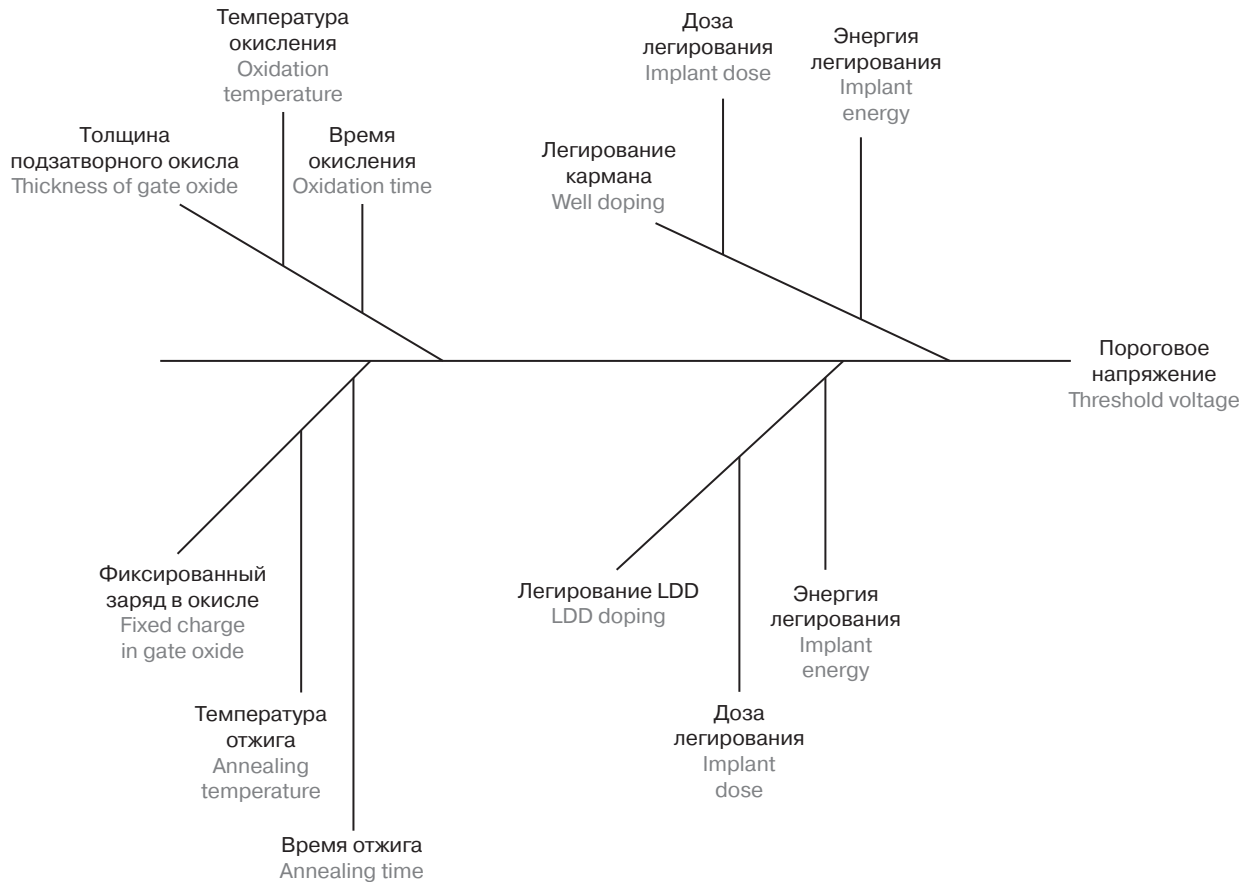 Температура
окисления
Oxidation
temperature
Доза
легирования
Implant dose
Энергия
легирования
Implant
energy
Толщина
подзатворного окисла
Thickness of gate oxide
Время
окисления
Oxidation time
Легирование
кармана
Well doping
Пороговое
напряжение
Threshold voltage
Фиксированный
заряд в окисле
Fixed charge
in gate oxide
Легирование LDD
LDD doping
Энергия
легирования
Implant
energy
Температура
отжига
Annealing
temperature
Доза
легирования
Implant
dose
Время отжига
Annealing time